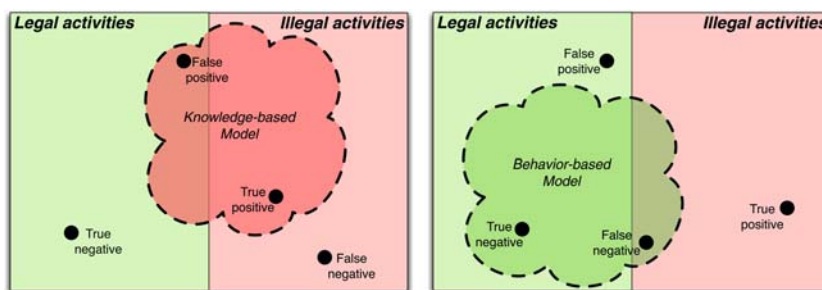 Legal activities
Illegal activities
False
positive
Knowledge-based
Model
True
positive
True
negative
False
negative
Legal activities
Illegal activities
False
positive
Behavior-based
Model
True
negative
False
negative
True
positive